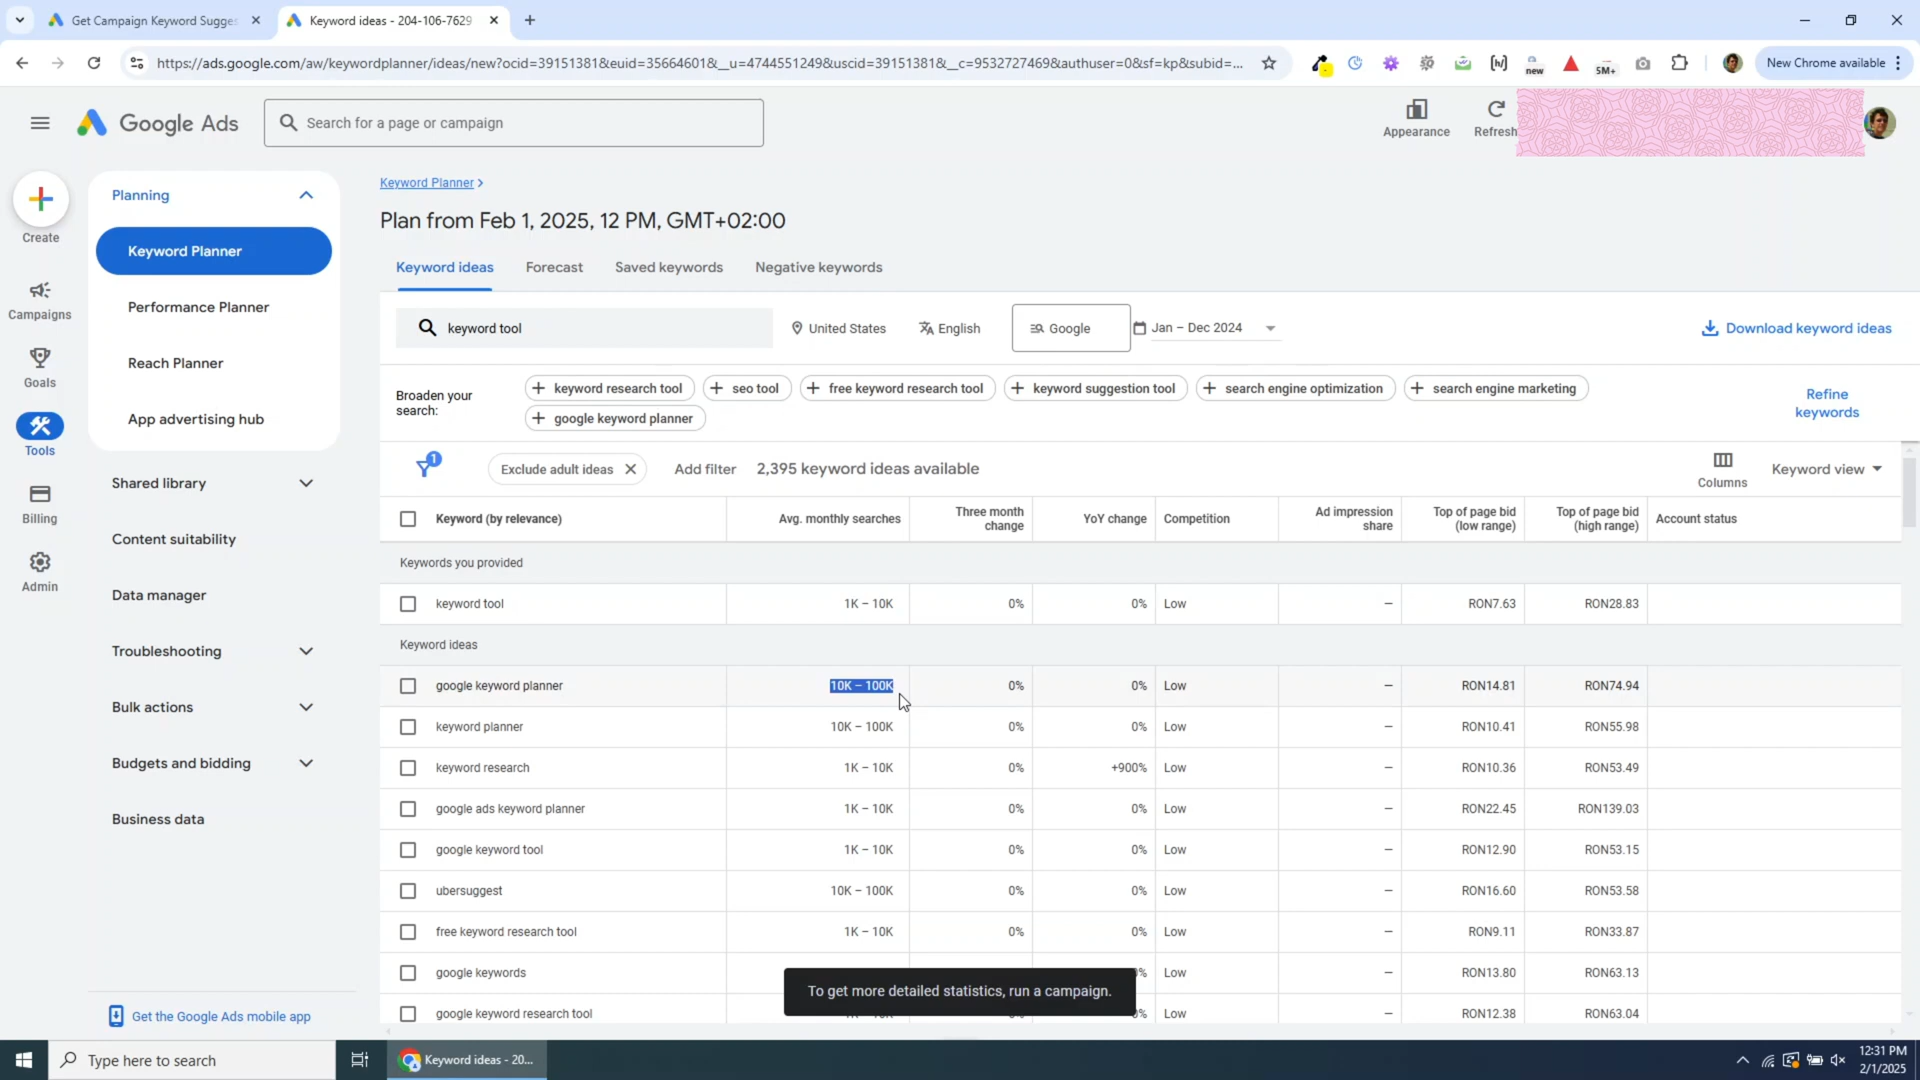 Get Campaign Keyword Sugges
Keyword ideas - 204-106-7629
https://ads.google.com/aw/keywordplanner/ideas/new?ocid=39151381&euid=35664601&__u=4744551249&uscid=39151381&__c=9532727469&authuser=0&sf=kp&subid=...
new
5M+
New Chrome available
Google Ads
Search for a page or campaign
Appearance
Refresh
Create
Campaigns
Goals
Tools
Billing
Admin
Planning
Keyword Planner
Performance Planner
Reach Planner
App advertising hub
Shared library
Content suitability
Data manager
Troubleshooting
Bulk actions
Budgets and bidding
Business data
Get the Google Ads mobile app
Keyword Planner
Plan from Feb 1, 2025, 12 PM, GMT+02:00
Keyword ideas Forecast Saved keywords Negative keywords
keyword tool United States English Google Jan – Dec 2024 Download keyword ideas
Broaden your search:
keyword research tool seo tool free keyword research tool keyword suggestion tool search engine optimization search engine marketing
google keyword planner
Refine keywords
1
Exclude adult ideas Add filter 2,395 keyword ideas available Columns Keyword view
Keyword (by relevance) Avg. monthly searches Three month change YoY change Competition Ad impression share Top of page bid (low range) Top of page bid (high range) Account status
Keywords you provided
keyword tool 1K – 10K 0% 0% Low — RON7.63 RON28.83
Keyword ideas
google keyword planner 10K – 100K 0% 0% Low — RON14.81 RON74.94
keyword planner 10K – 100K 0% 0% Low — RON10.41 RON55.98
keyword research 1K – 10K 0% +900% Low — RON10.36 RON53.49
google ads keyword planner 1K – 10K 0% 0% Low — RON22.45 RON139.03
google keyword tool 1K – 10K 0% 0% Low — RON12.90 RON53.15
ubersuggest 10K – 100K 0% 0% Low — RON16.60 RON53.58
free keyword research tool 1K – 10K 0% 0% Low — RON9.11 RON33.87
google keywords Low — RON13.80 RON63.13
To get more detailed statistics, run a campaign.
google keyword research tool Low — RON12.38 RON63.04
Type here to search
Keyword ideas - 20...
12:31 PM
2/1/2025